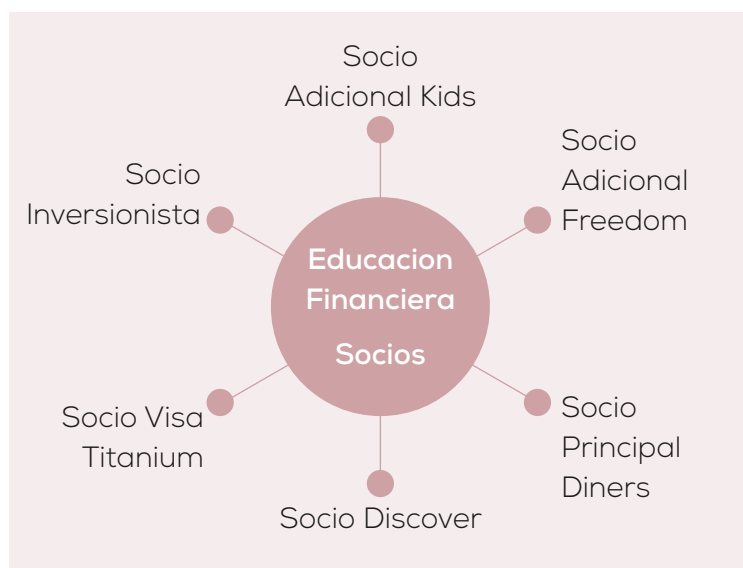 Socio
Adicional Kids
Socio
Adicional
Freedom
Socio
Inversionista
Educacion
Financiera
Socios
Socio Visa
Titanium
Socio
Principal
Diners
Socio Discover